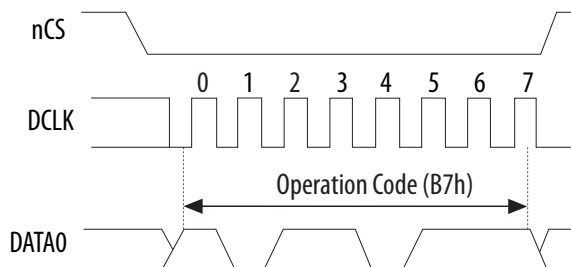 nCS
0 1 2 3 4 5 6 7
DCLK
Operation Code (B7h)
DATA0